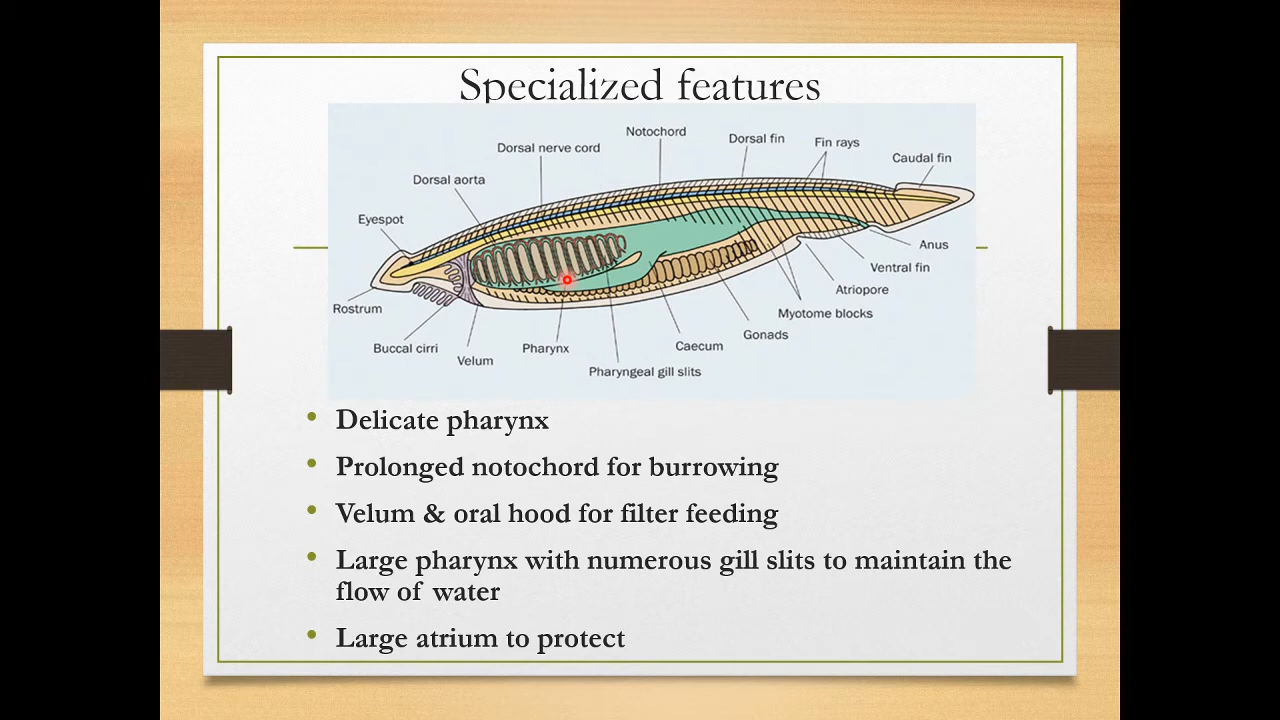 Specialized features
Notochord
Dorsal fin
Fin rays
Dorsal nerve cord
Caudal fin
Dorsal aorta
Eyespot
Anus
Ventral fin
Atriopore
Rostrum
Myotome blocks
Gonads
Buccal cirri
Velum
Pharynx
Caecum
Pharyngeal gill slits
• Delicate pharynx
• Prolonged notochord for burrowing
• Velum & oral hood for filter feeding
• Large pharynx with numerous gill slits to maintain the
flow of water
• Large atrium to protect